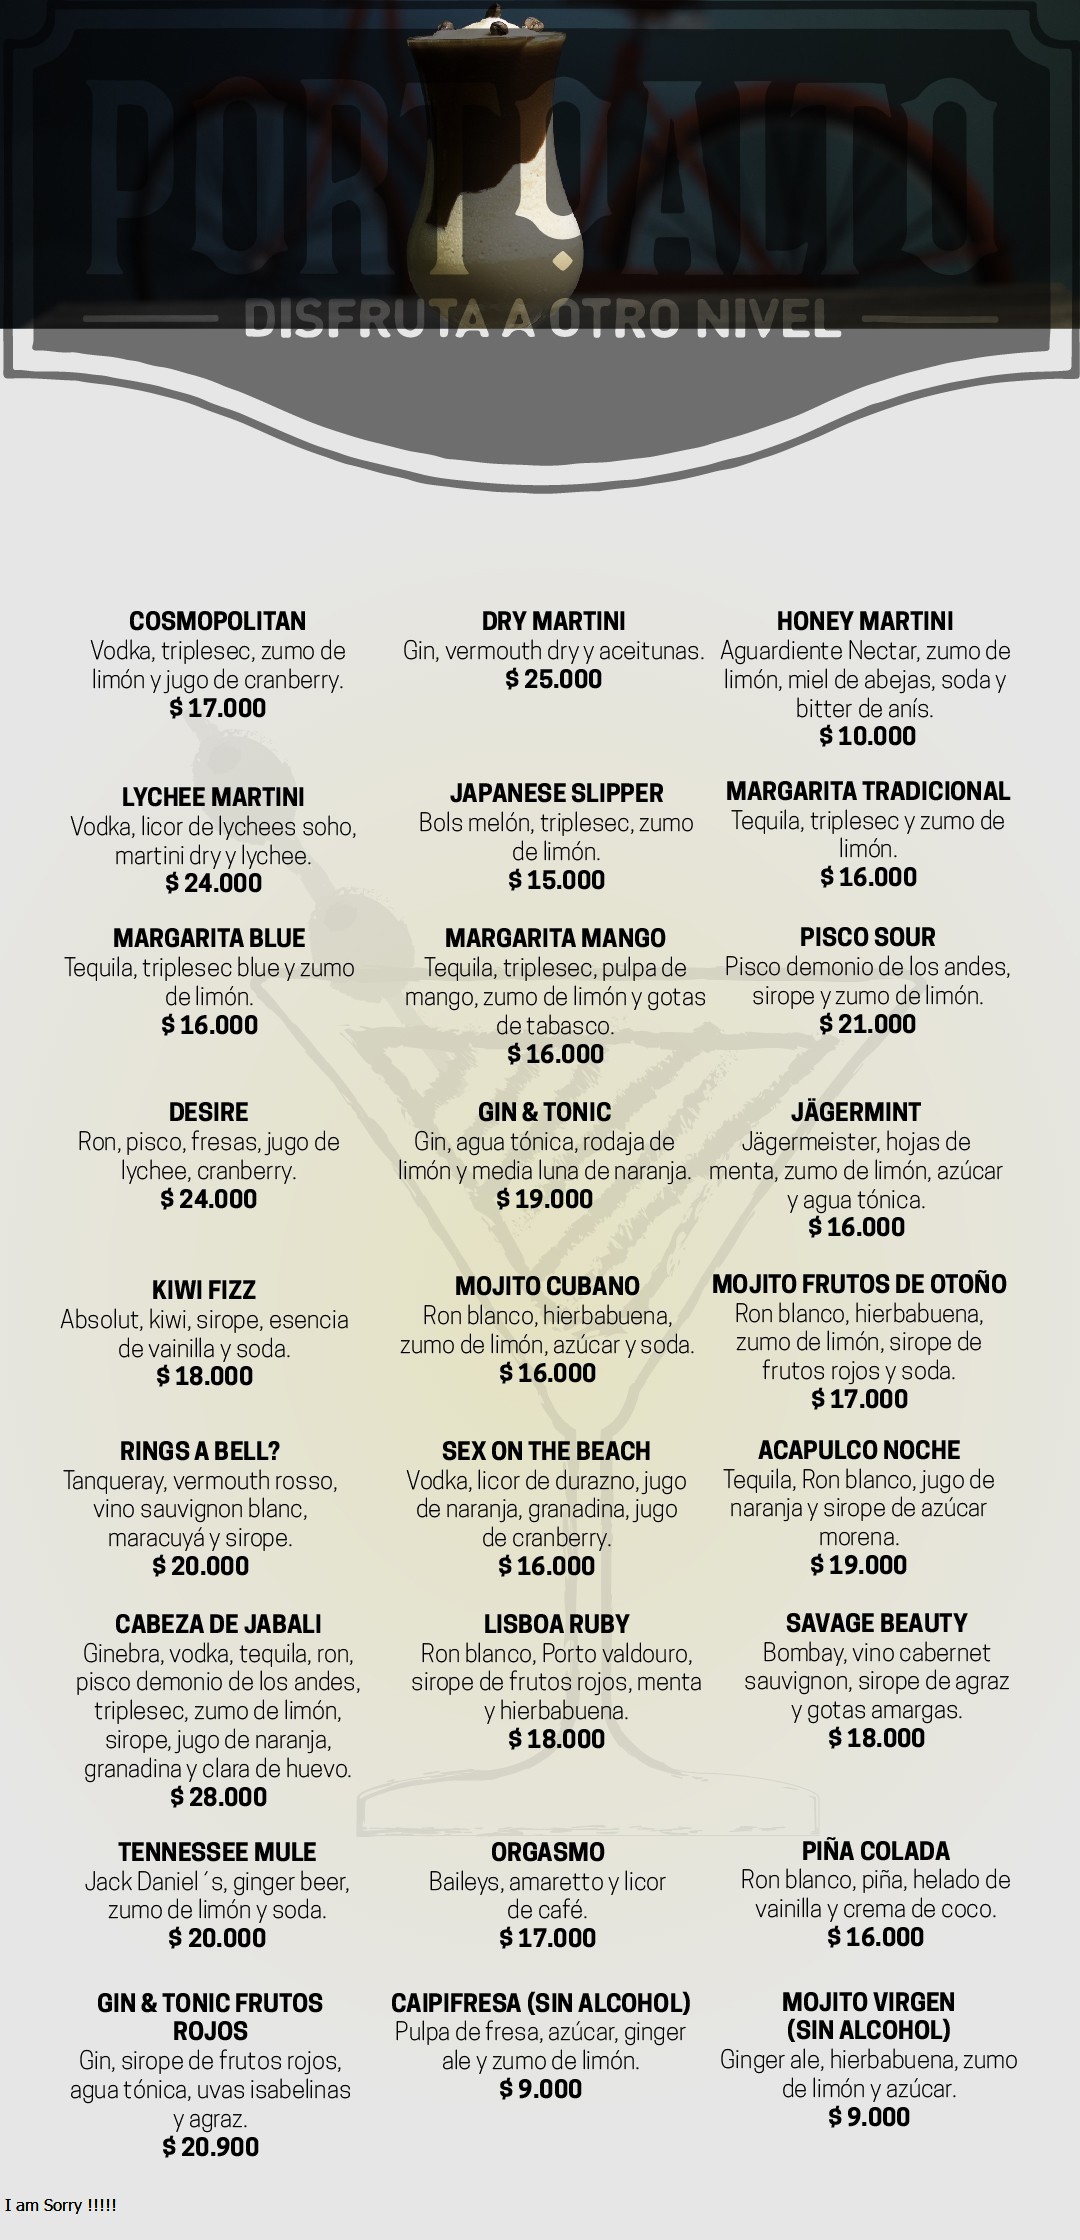 PORTOALTO
DISFRUTA A OTRO NIVEL
COSMOPOLITAN
Vodka, triplesec, zumo de
limón y jugo de cranberry.
$ 17.000
DRY MARTINI
Gin, vermouth dry y aceitunas.
$ 25.000
HONEY MARTINI
Aguardiente Nectar, zumo de
limón, miel de abejas, soda y
bitter de anís.
$ 10.000
LYCHEE MARTINI
Vodka, licor de lychees soho,
martini dry y lychee.
$ 24.000
JAPANESE SLIPPER
Bols melón, triplesec, zumo
de limón.
$ 15.000
MARGARITA TRADICIONAL
Tequila, triplesec y zumo de
limón.
$ 16.000
MARGARITA BLUE
Tequila, triplesec blue y zumo
de limón.
$ 16.000
MARGARITA MANGO
Tequila, triplesec, pulpa de
mango, zumo de limón y gotas
de tabasco.
$ 16.000
PISCO SOUR
Pisco demonio de los andes,
sirope y zumo de limón.
$ 21.000
DESIRE
Ron, pisco, fresas, jugo de
lychee, cranberry.
$ 24.000
GIN & TONIC
Gin, agua tónica, rodaja de
limón y media luna de naranja.
$ 19.000
JÄGERMINT
Jägermeister, hojas de
menta, zumo de limón, azúcar
y agua tónica.
$ 16.000
KIWI FIZZ
Absolut, kiwi, sirope, esencia
de vainilla y soda.
$ 18.000
MOJITO CUBANO
Ron blanco, hierbabuena,
zumo de limón, azúcar y soda.
$ 16.000
MOJITO FRUTOS DE OTOÑO
Ron blanco, hierbabuena,
zumo de limón, sirope de
frutos rojos y soda.
$ 17.000
RINGS A BELL?
Tanqueray, vermouth rosso,
vino sauvignon blanc,
maracuyá y sirope.
$ 20.000
SEX ON THE BEACH
Vodka, licor de durazno, jugo
de naranja, granadina, jugo
de cranberry.
$ 16.000
ACAPULCO NOCHE
Tequila, Ron blanco, jugo de
naranja y sirope de azúcar
morena.
$ 19.000
CABEZA DE JABALI
Ginebra, vodka, tequila, ron,
pisco demonio de los andes,
triplesec, zumo de limón,
sirope, jugo de naranja,
granadina y clara de huevo.
$ 28.000
LISBOA RUBY
Ron blanco, Porto valdouro,
sirope de frutos rojos, menta
y hierbabuena.
$ 18.000
SAVAGE BEAUTY
Bombay, vino cabernet
sauvignon, sirope de agraz
y gotas amargas.
$ 18.000
TENNESSEE MULE
Jack Daniel ´s, ginger beer,
zumo de limón y soda.
$ 20.000
ORGASMO
Baileys, amaretto y licor
de café.
$ 17.000
PIÑA COLADA
Ron blanco, piña, helado de
vainilla y crema de coco.
$ 16.000
GIN & TONIC FRUTOS
ROJOS
Gin, sirope de frutos rojos,
agua tónica, uvas isabelinas
y agraz.
$ 20.900
CAIPIFRESA (SIN ALCOHOL)
Pulpa de fresa, azúcar, ginger
ale y zumo de limón.
$ 9.000
MOJITO VIRGEN
(SIN ALCOHOL)
Ginger ale, hierbabuena, zumo
de limón y azúcar.
$ 9.000
I am Sorry !!!!!